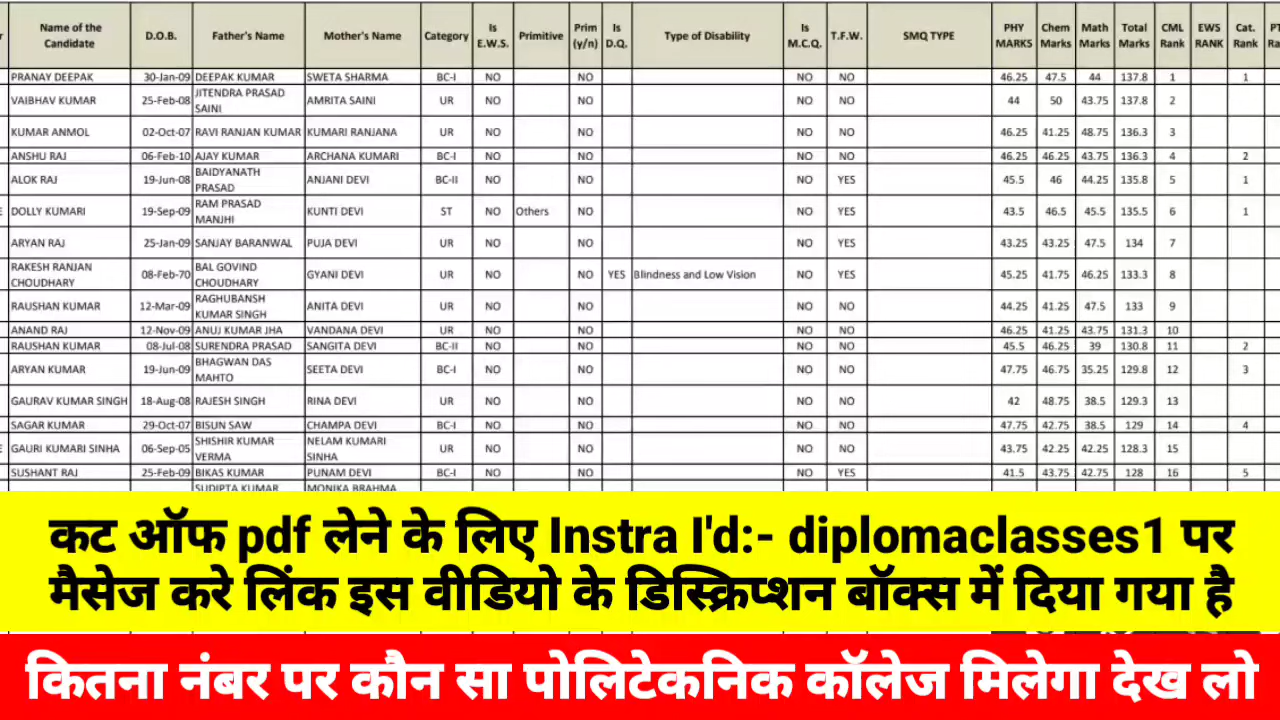 r Name of the Candidate D.O.B. Father's Name Mother's Name Category Is E.W.S. Primitive Prim (y/n) Is D.Q. Type of Disability Is M.C.Q. T.F.W. SMQ TYPE PHY MARKS Chem Marks Math Marks Total Marks CML Rank EWS RANK Cat. Rank PT Ra
PRANAY DEEPAK 30-Jan-09 DEEPAK KUMAR SWETA SHARMA BC-I NO NO NO NO 46.25 47.5 44 137.8 1 1
VAIBHAV KUMAR 25-Feb-08 JITENDRA PRASAD SAINI AMRITA SAINI UR NO NO NO NO 44 50 43.75 137.8 2
KUMAR ANMOL 02-Oct-07 RAVI RANJAN KUMAR KUMARI RANJANA UR NO NO NO NO 46.25 41.25 48.75 136.3 3
ANSHU RAJ 06-Feb-10 AJAY KUMAR ARCHANA KUMARI BC-I NO NO NO NO 46.25 46.25 43.75 136.3 4 2
ALOK RAJ 19-Jun-08 BAIDYANATH PRASAD ANJANI DEVI BC-II NO NO NO YES 45.5 46 44.25 135.8 5 1
E DOLLY KUMARI 19-Sep-09 RAM PRASAD MANJHI KUNTI DEVI ST NO Others NO NO YES 43.5 46.5 45.5 135.5 6 1
ARYAN RAJ 25-Jan-09 SANJAY BARANWAL PUJA DEVI UR NO NO NO YES 43.25 43.25 47.5 134 7
RAKESH RANJAN CHOUDHARY 08-Feb-70 BAL GOVIND CHOUDHARY GYANI DEVI UR NO NO YES Blindness and Low Vision NO YES 45.25 41.75 46.25 133.3 8
RAUSHAN KUMAR 12-Mar-09 RAGHUBANSH KUMAR SINGH ANITA DEVI UR NO NO NO YES 44.25 41.25 47.5 133 9
ANAND RAJ 12-Nov-09 ANUJ KUMAR JHA VANDANA DEVI UR NO NO NO NO 46.25 41.25 43.75 131.3 10
RAUSHAN KUMAR 08-Jul-08 SURENDRA PRASAD SANGITA DEVI BC-II NO NO NO NO 45.5 46.25 39 130.8 11 2
ARYAN KUMAR 19-Jun-09 BHAGWAN DAS MAHTO SEETA DEVI BC-I NO NO NO NO 47.75 46.75 35.25 129.8 12 3
GAURAV KUMAR SINGH 18-Aug-08 RAJESH SINGH RINA DEVI UR NO NO NO NO 42 48.75 38.5 129.3 13
SAGAR KUMAR 29-Oct-07 BISUN SAW CHAMPA DEVI BC-I NO NO NO NO 47.75 42.75 38.5 129 14 4
E GAURI KUMARI SINHA 06-Sep-05 SHISHIR KUMAR VERMA NELAM KUMARI SINHA UR NO NO NO NO 43.75 42.25 42.25 128.3 15
SUSHANT RAJ 25-Feb-09 BIKAS KUMAR PUNAM DEVI BC-I NO NO NO YES 41.5 43.75 42.75 128 16 5
SUDIPTA KUMAR MONIKA BRAHMA
कट ऑफ pdf लेने के लिए Instra I'd:- diplomaclasses1 पर
मैसेज करे लिंक इस वीडियो के डिस्क्रिप्शन बॉक्स में दिया गया है
कितना नंबर पर कौन सा पोलिटेकनिक कॉलेज मिलेगा देख लो